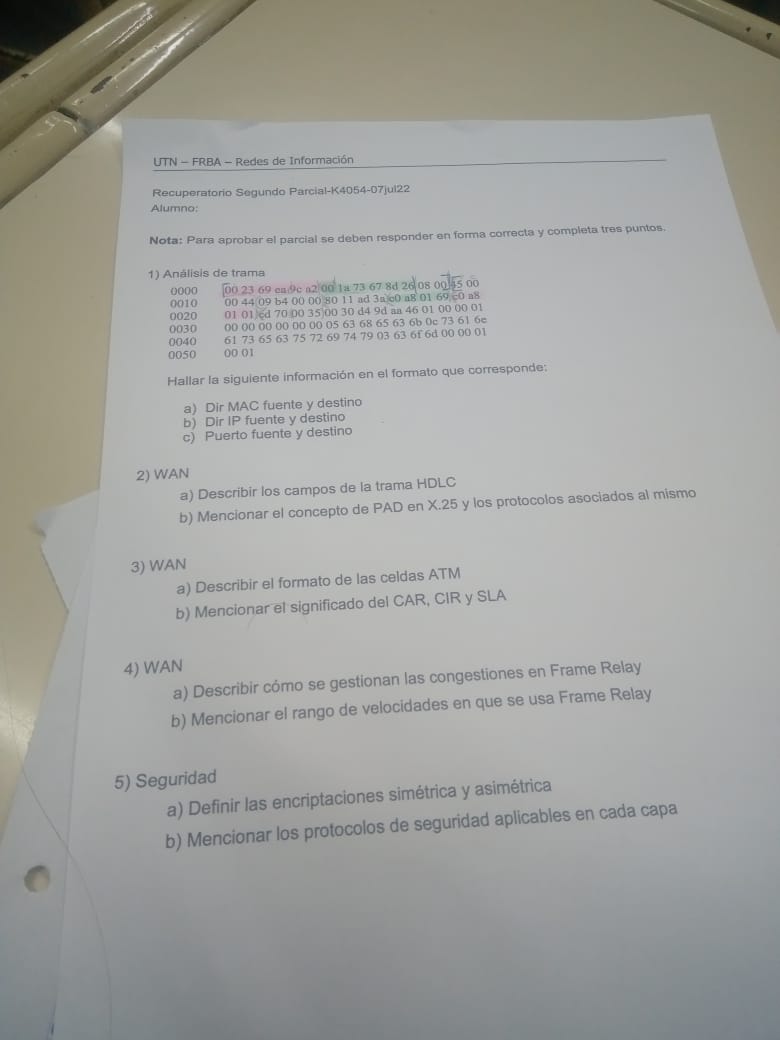 UTN – FRBA – Redes de Información
Recuperatorio Segundo Parcial-K4054-07jul22
Alumno:
Nota: Para aprobar el parcial se deben responder en forma correcta y completa tres puntos.
1) Análisis de trama
0000 00 23 69 ea 9c a2 00 1a 73 67 8d 26 08 00 45 00
0010 00 44 09 b4 00 00 80 11 ad 3a c0 a8 01 69 c0 a8
0020 01 01 cd 70 00 35 00 30 d4 9d aa 46 01 00 00 01
0030 00 00 00 00 00 00 05 63 68 65 63 6b 0c 73 61 6e
0040 61 73 65 63 75 72 69 74 79 03 63 6f 6d 00 00 01
0050 00 01
Hallar la siguiente información en el formato que corresponde:
a) Dir MAC fuente y destino
b) Dir IP fuente y destino
c) Puerto fuente y destino
2) WAN
a) Describir los campos de la trama HDLC
b) Mencionar el concepto de PAD en X.25 y los protocolos asociados al mismo
3) WAN
a) Describir el formato de las celdas ATM
b) Mencionar el significado del CAR, CIR y SLA
4) WAN
a) Describir cómo se gestionan las congestiones en Frame Relay
b) Mencionar el rango de velocidades en que se usa Frame Relay
5) Seguridad
a) Definir las encriptaciones simétrica y asimétrica
b) Mencionar los protocolos de seguridad aplicables en cada capa